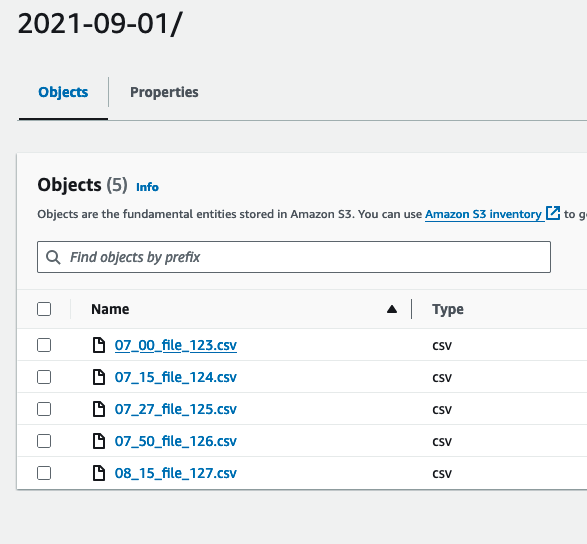 2021-09-01/
Objects Properties
Objects (5) Info
Objects are the fundamental entities stored in Amazon S3. You can use Amazon S3 inventory to
Find objects by prefix
Name Type
07_00_file_123.csv csv
07_15_file_124.csv csv
07_27_file_125.csv csv
07_50_file_126.csv csv
08_15_file_127.csv csv